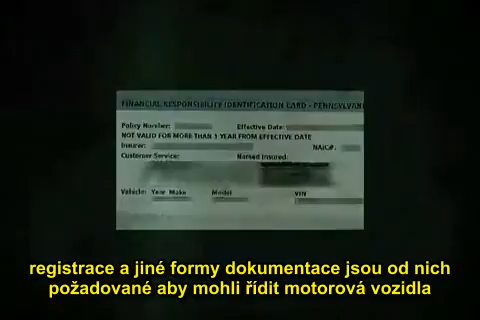 FINANCIAL RESPONSIBILITY IDENTIFICATION CARD - PENNSYLVAN
Policy Number: Effective Date:
NOT VALID FOR MORE THAN 1 YEAR FROM EFFECTIVE DATE
Insurer: NAIC#:
Customer Service: Named Insured:
Vehicle: Year Make Model VIN
registrace a jiné formy dokumentace jsou od nich
požadované aby mohli řídit motorová vozidla